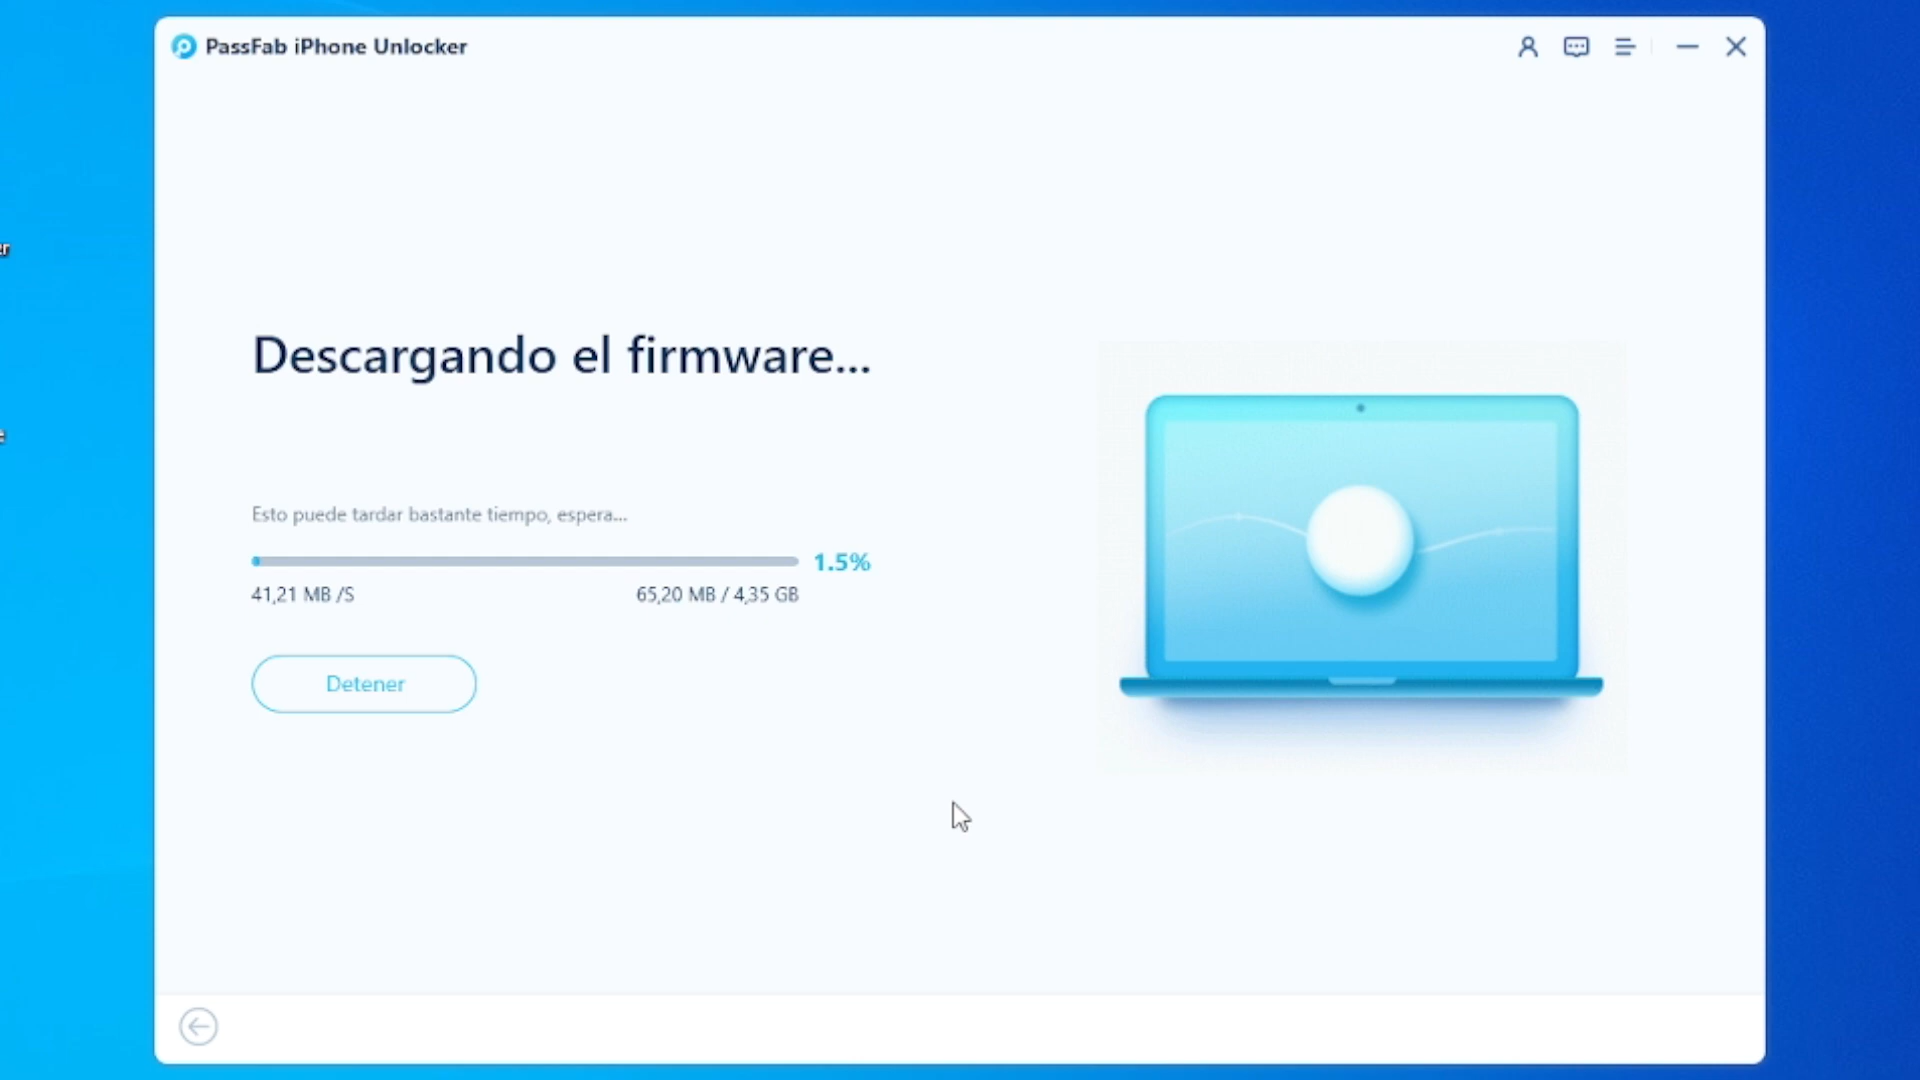 PassFab iPhone Unlocker
Descargando el firmware...
Esto puede tardar bastante tiempo, espera...
1.5%
41,21 MB /S
65,20 MB / 4,35 GB
Detener